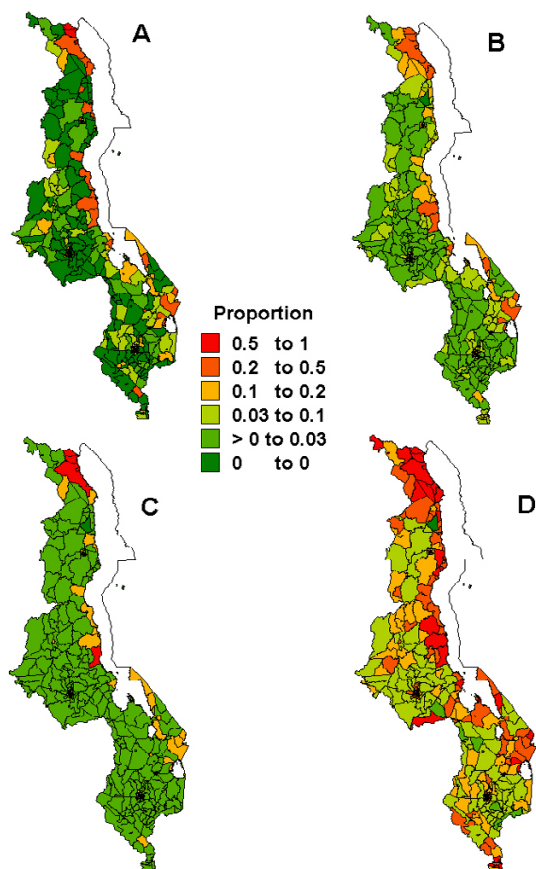 A
B
Proportion
0.5 to 1
0.2 to 0.5
0.1 to 0.2
0.03 to 0.1
> 0 to 0.03
0 to 0
C
D